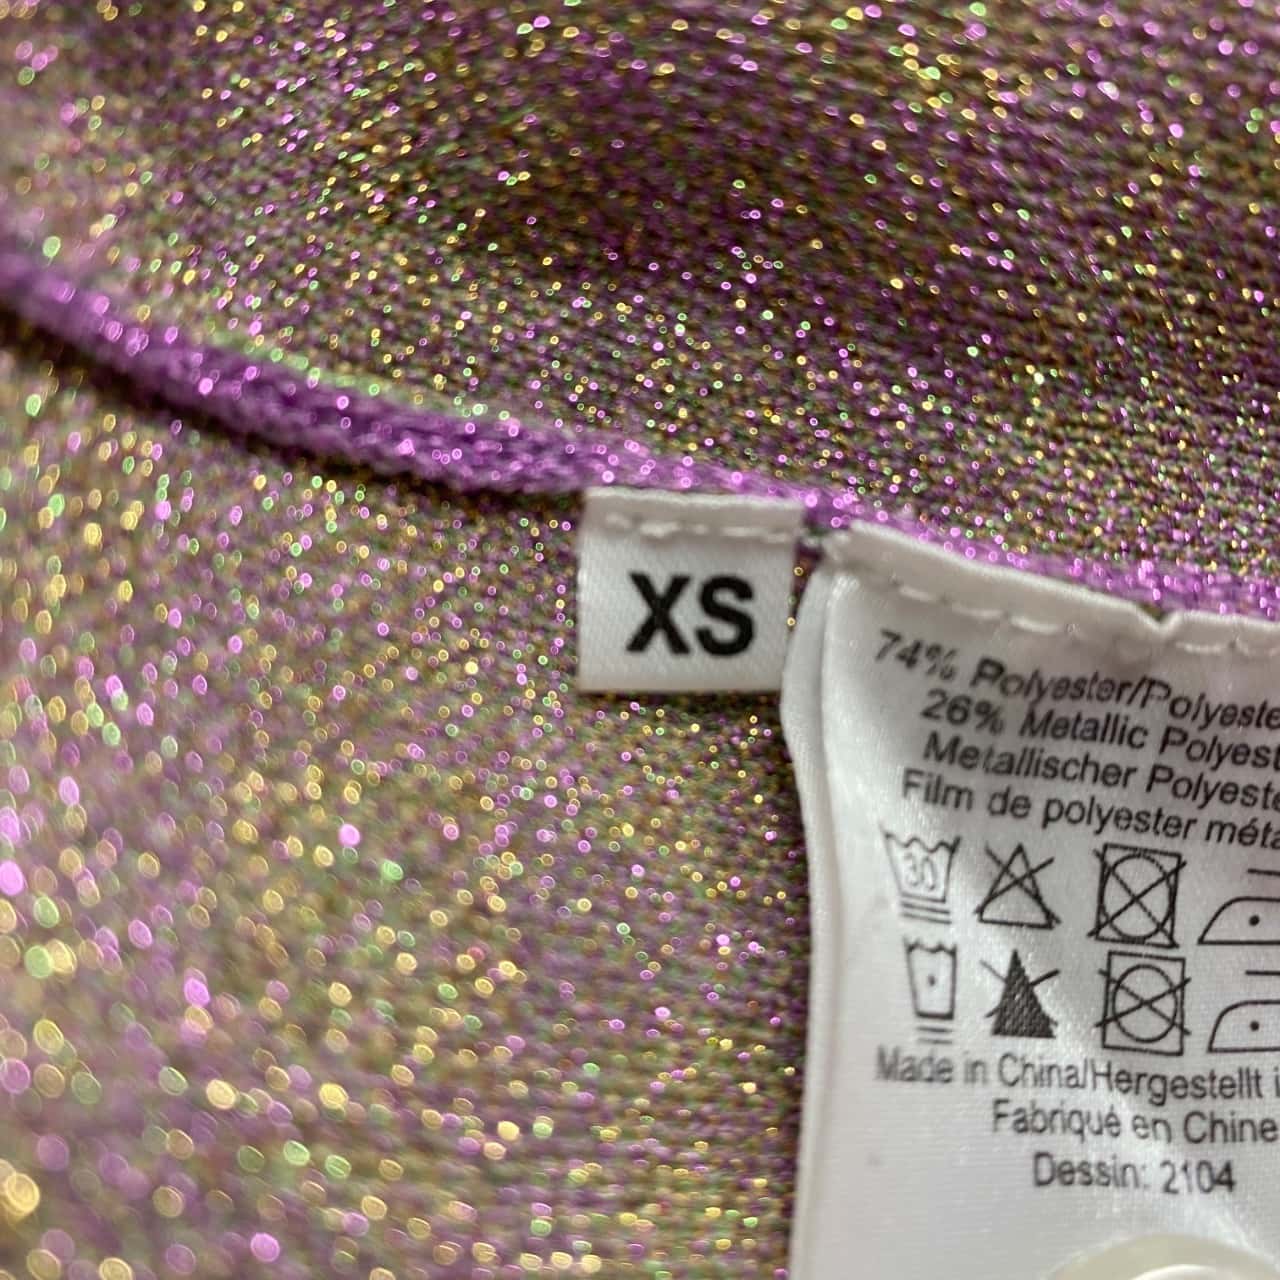 XS
74% Polyester/Polyeste
26% Metallic Polyest
Metallischer Polyeste
Film de polyester méta
30
Made in China/Hergestellt i
Fabriqué en Chine
Dessin: 2104